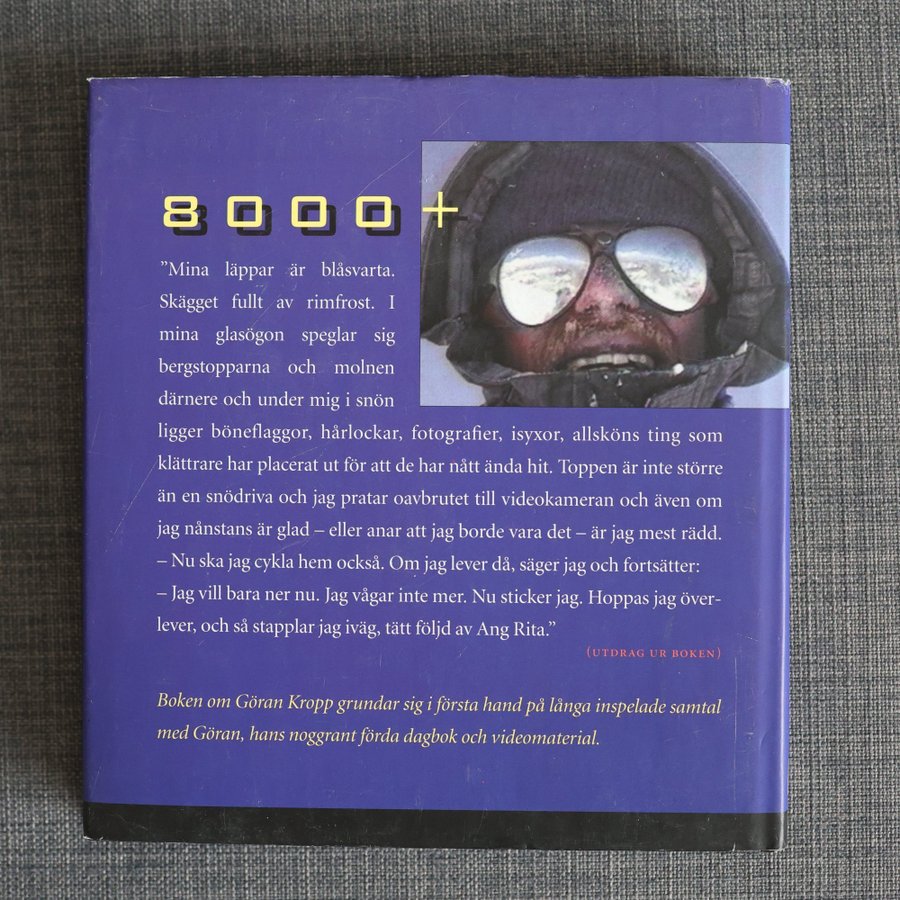 8000+
”Mina läppar är blåsvarta.
Skägget fullt av rimfrost. I
mina glasögon speglar sig
bergstopparna och molnen
därnere och under mig i snön
ligger böneflaggor, hårlockar, fotografier, isyxor, allsköns ting som
klättrare har placerat ut för att de har nått ända hit. Toppen är inte större
än en snödriva och jag pratar oavbrutet till videokameran och även om
jag nånstans är glad – eller anar att jag borde vara det – är jag mest rädd.
– Nu ska jag cykla hem också. Om jag lever då, säger jag och fortsätter:
– Jag vill bara ner nu. Jag vågar inte mer. Nu sticker jag. Hoppas jag över-
lever, och så stapplar jag iväg, tätt följd av Ang Rita.”
(UTDRAG UR BOKEN)
Boken om Göran Kropp grundar sig i första hand på långa inspelade samtal
med Göran, hans noggrant förda dagbok och videomaterial.